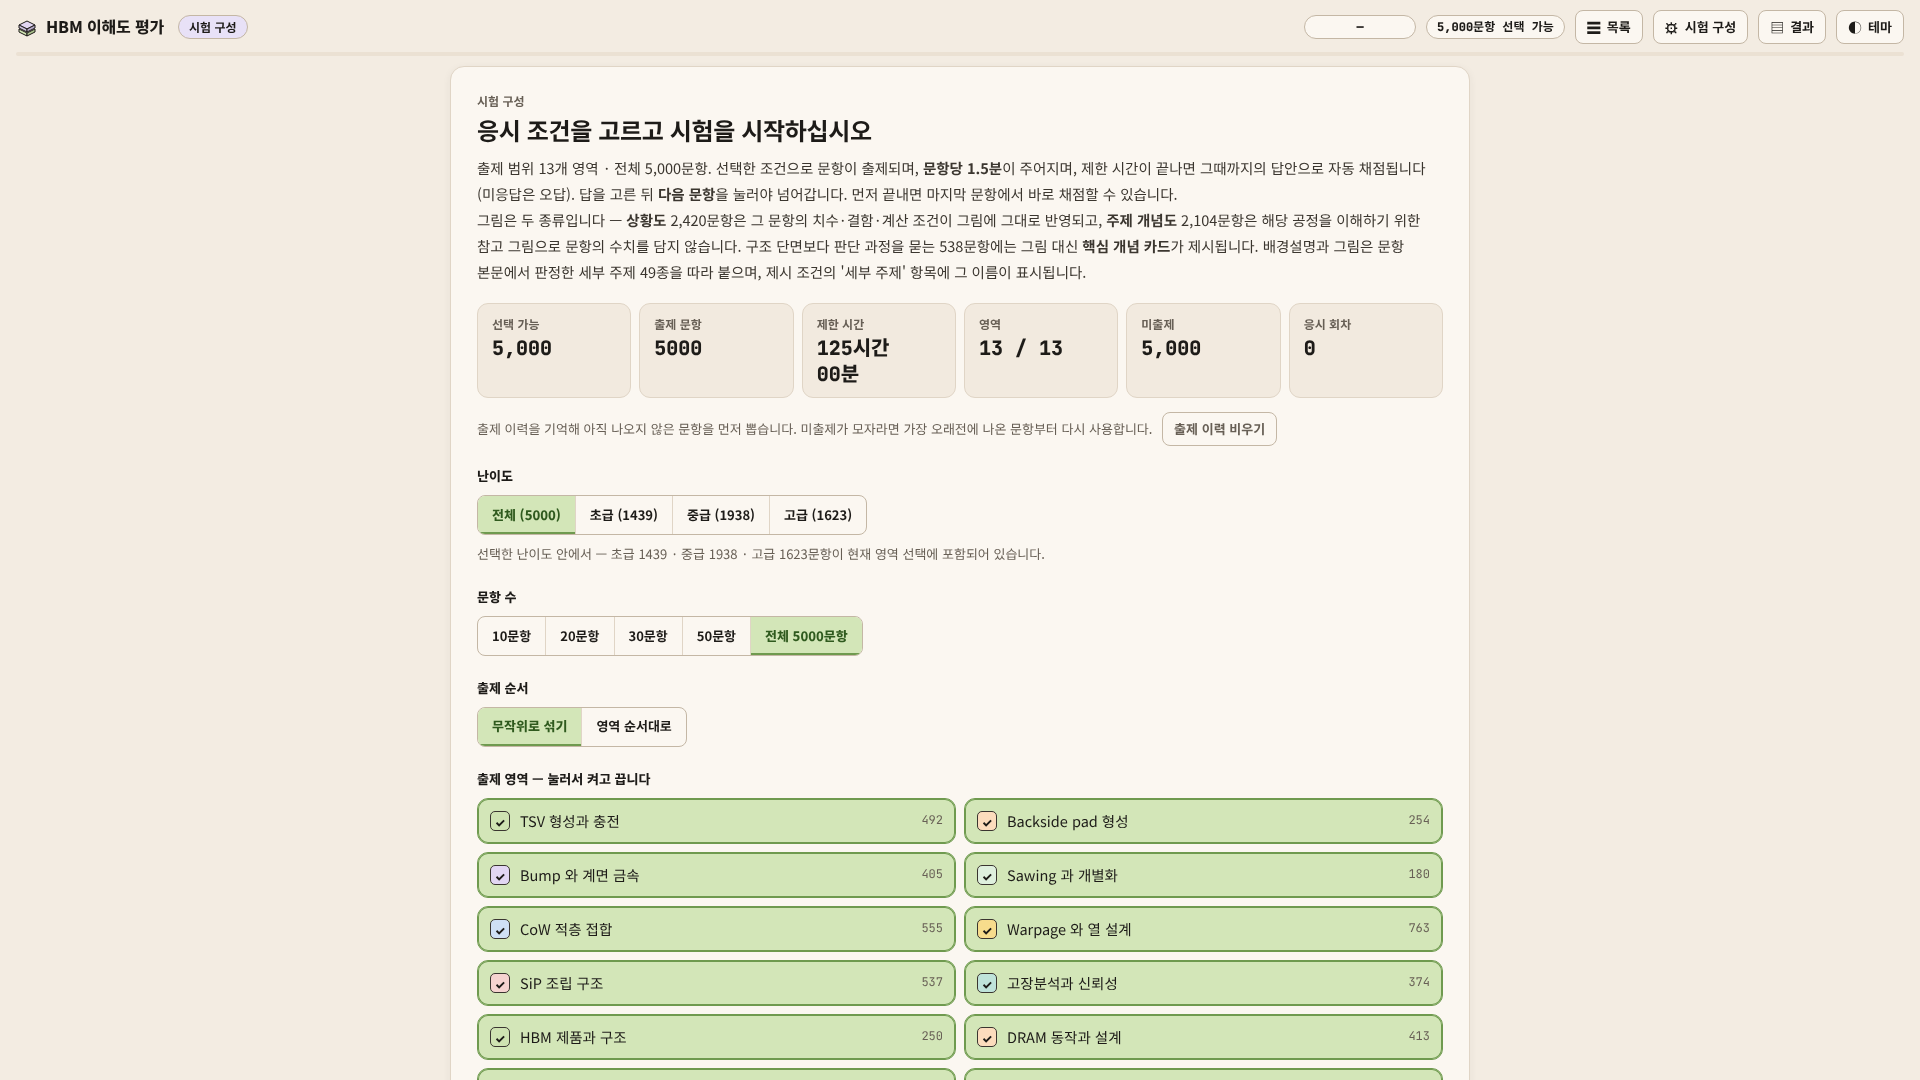 HBM 이해도 평가
시험 구성
–
5,000문항 선택 가능
목록
시험 구성
결과
테마
시험 구성
응시 조건을 고르고 시험을 시작하십시오
출제 범위 13개 영역 · 전체 5,000문항. 선택한 조건으로 문항이 출제되며, 문항당 1.5분이 주어지며, 제한 시간이 끝나면 그때까지의 답안으로 자동 채점됩니다
(미응답은 오답). 답을 고른 뒤 다음 문항을 눌러야 넘어갑니다. 먼저 끝내면 마지막 문항에서 바로 채점할 수 있습니다.
그림은 두 종류입니다 — 상황도 2,420문항은 그 문항의 치수·결함·계산 조건이 그림에 그대로 반영되고, 주제 개념도 2,104문항은 해당 공정을 이해하기 위한
참고 그림으로 문항의 수치를 담지 않습니다. 구조 단면보다 판단 과정을 묻는 538문항에는 그림 대신 핵심 개념 카드가 제시됩니다. 배경설명과 그림은 문항
본문에서 판정한 세부 주제 49종을 따라 붙으며, 제시 조건의 '세부 주제' 항목에 그 이름이 표시됩니다.
선택 가능
5,000
출제 문항
5000
제한 시간
125시간
00분
영역
13 / 13
미출제
5,000
응시 회차
0
출제 이력을 기억해 아직 나오지 않은 문항을 먼저 뽑습니다. 미출제가 모자라면 가장 오래전에 나온 문항부터 다시 사용합니다.
출제 이력 비우기
난이도
전체 (5000)
초급 (1439)
중급 (1938)
고급 (1623)
선택한 난이도 안에서 — 초급 1439 · 중급 1938 · 고급 1623문항이 현재 영역 선택에 포함되어 있습니다.
문항 수
10문항
20문항
30문항
50문항
전체 5000문항
출제 순서
무작위로 섞기
영역 순서대로
출제 영역 — 눌러서 켜고 끕니다
TSV 형성과 충전 492
Backside pad 형성 254
Bump 와 계면 금속 405
Sawing 과 개별화 180
CoW 적층 접합 555
Warpage 와 열 설계 763
SiP 조립 구조 537
고장분석과 신뢰성 374
HBM 제품과 구조 250
DRAM 동작과 설계 413